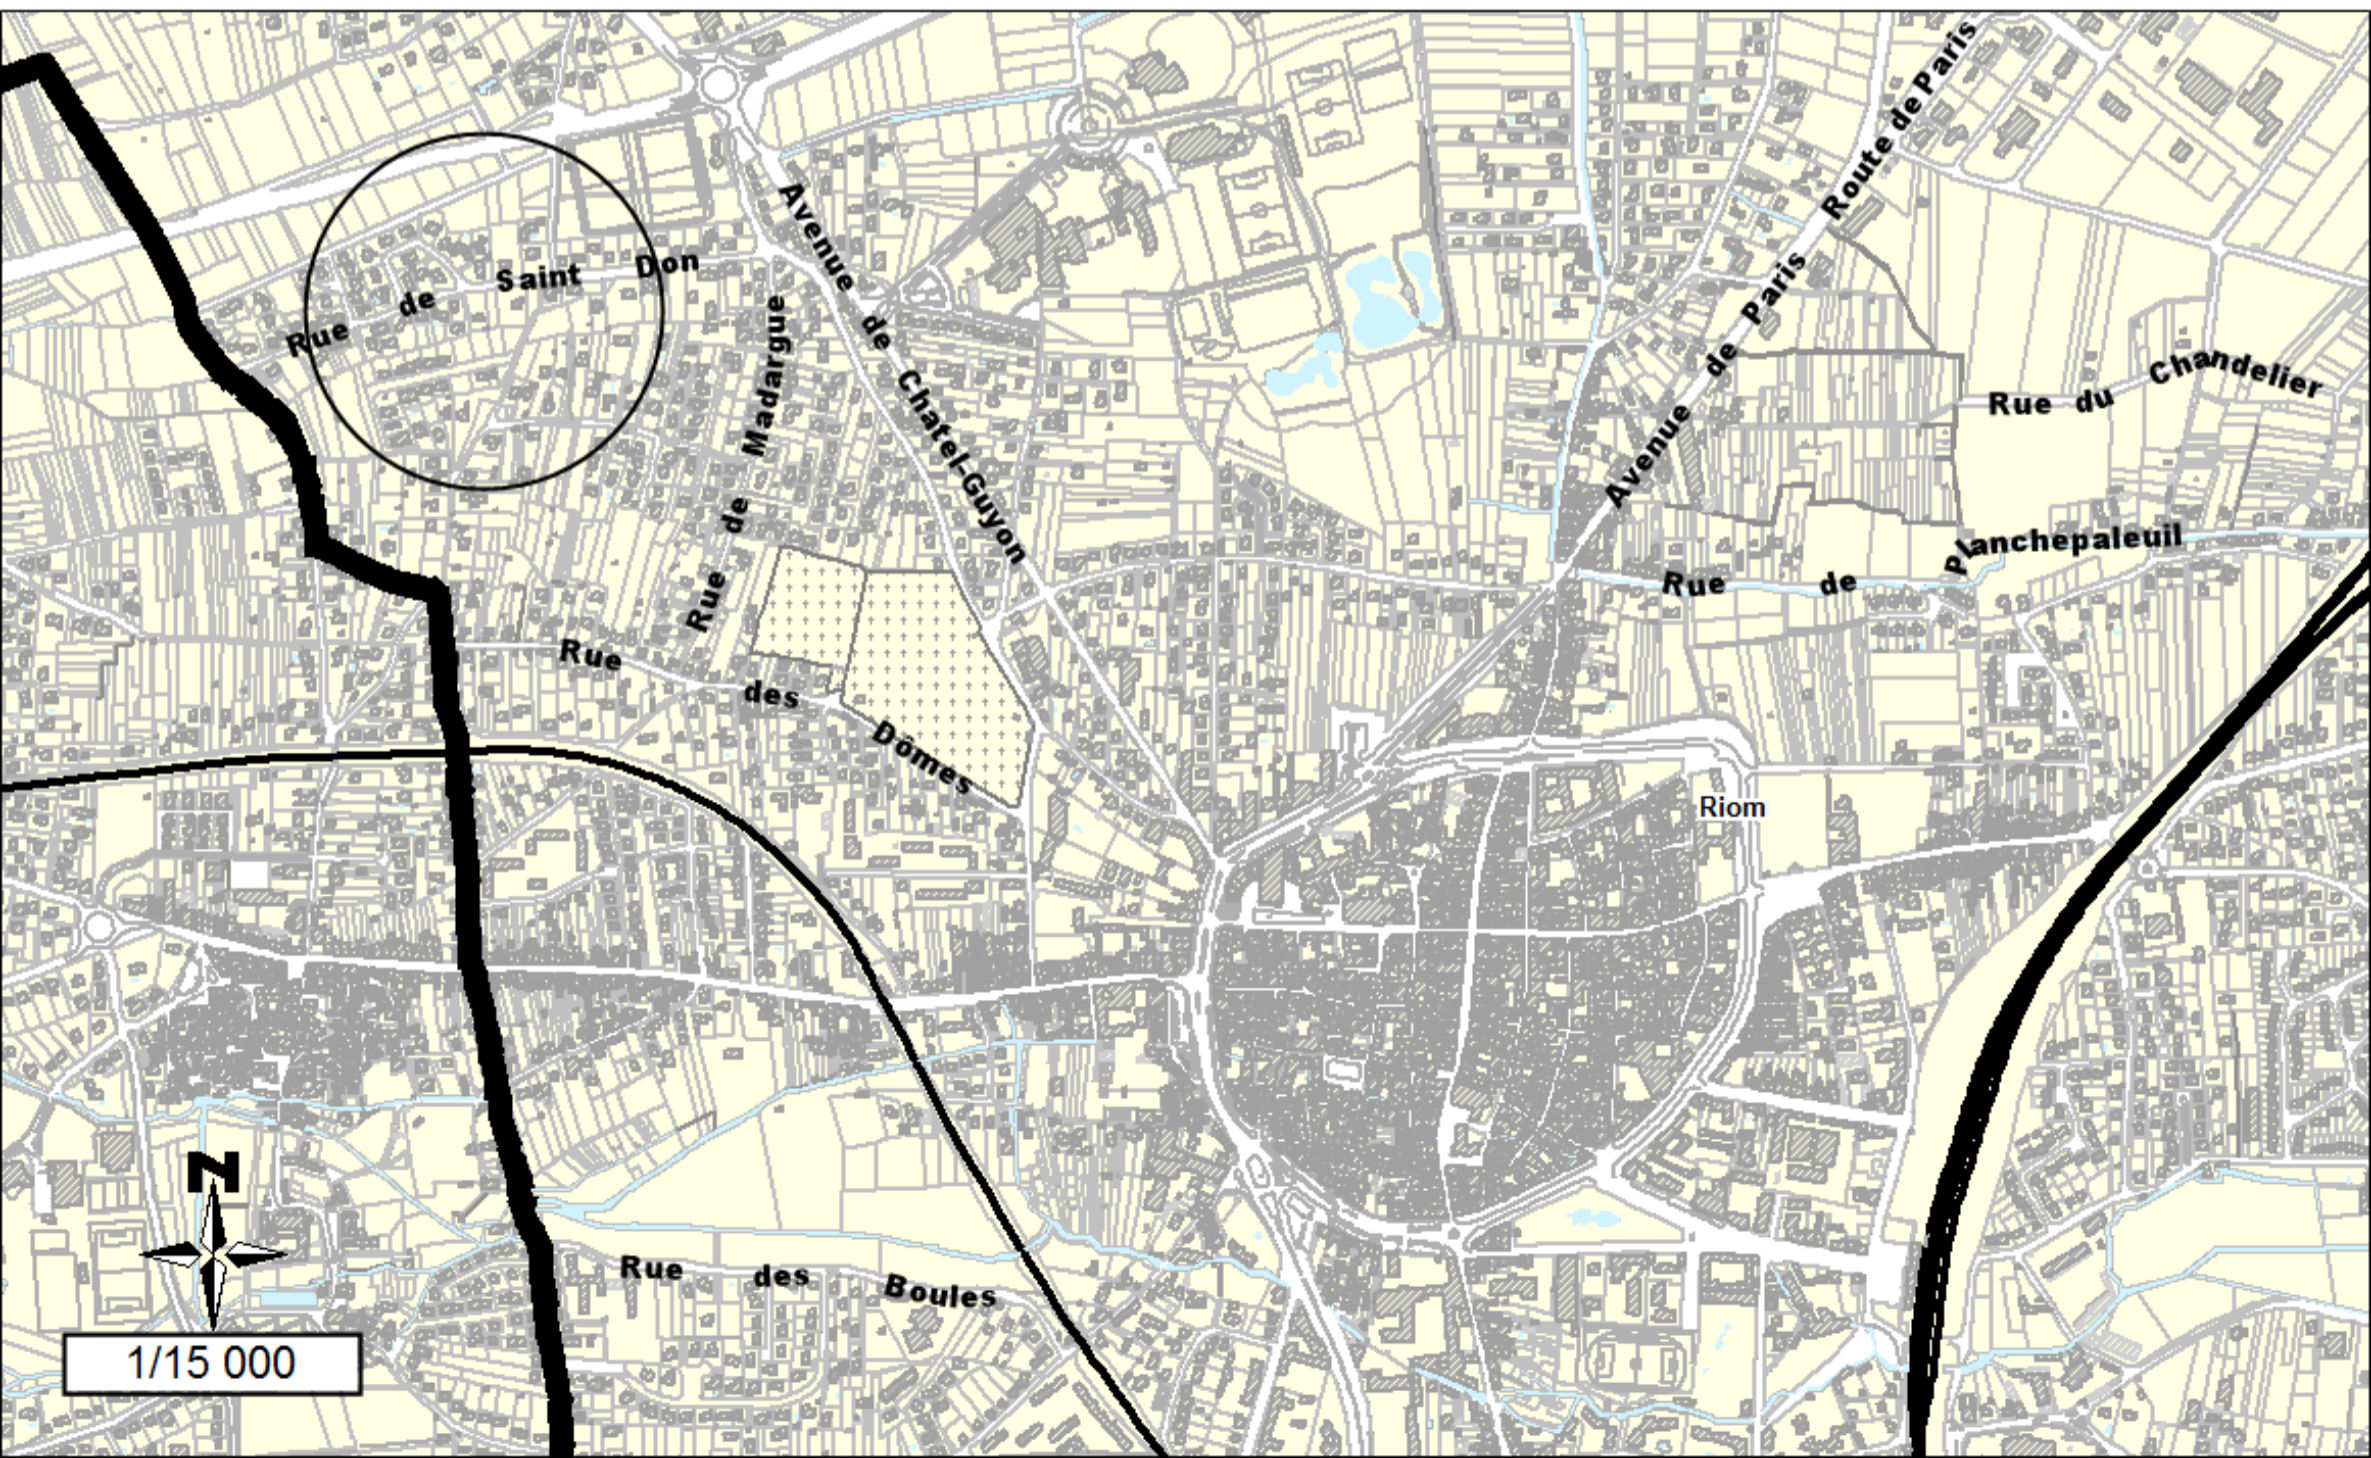 Route de Paris
Avenue de Chatel-Guyon
Rue de Saint Don
Avenue de Paris
Rue de Madargue
Rue du Chandelier
Rue de Planchepaleuil
Rue des Dômes
Riom
N
Rue des Boules
1/15 000